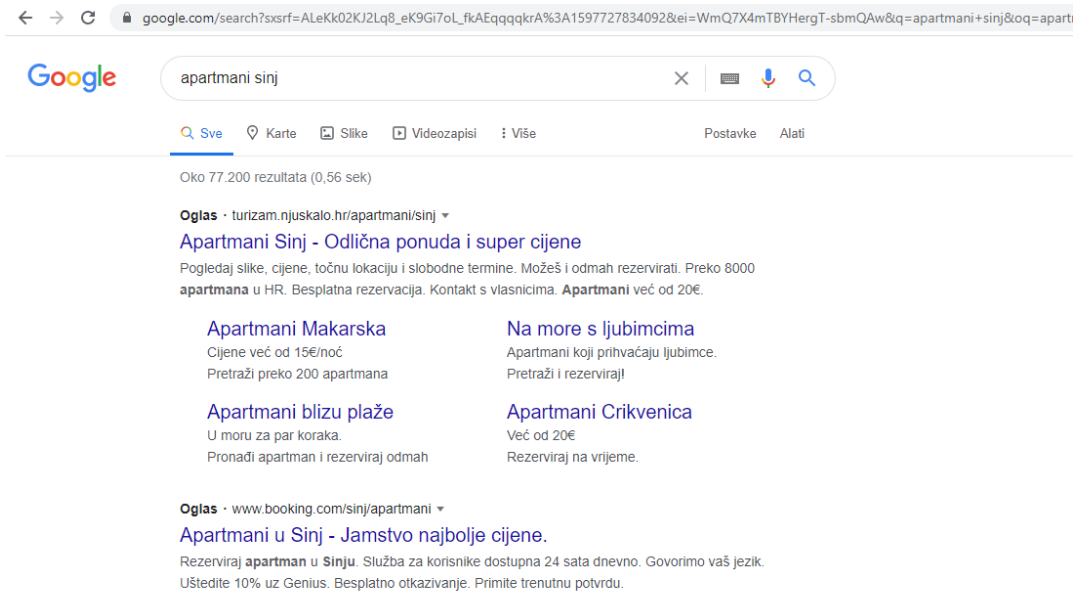 google.com/search?sxsrf=ALeKk02KJ2Lq8_eK9Gi7oL_fkAEqqqqkrA%3A1597727834092&ei=WmQ7X4mTBYHergT-sbmQAw&q=apartmani+sinj&oq=apartm
Google
apartmani sinj
Sve Karte Slike Videozapisi Više Postavke Alati
Oko 77.200 rezultata (0,56 sek)
Oglas · turizam.njuskalo.hr/apartmani/sinj
Apartmani Sinj - Odlična ponuda i super cijene
Pogledaj slike, cijene, točnu lokaciju i slobodne termine. Možeš i odmah rezervirati. Preko 8000
apartmana u HR. Besplatna rezervacija. Kontakt s vlasnicima. Apartmani već od 20€.
Apartmani Makarska
Cijene već od 15€/noć
Pretraži preko 200 apartmana
Na more s ljubimcima
Apartmani koji prihvaćaju ljubimce.
Pretraži i rezerviraj!
Apartmani blizu plaže
U moru za par koraka.
Pronađi apartman i rezerviraj odmah
Apartmani Crikvenica
Već od 20€
Rezerviraj na vrijeme.
Oglas · www.booking.com/sinj/apartmani
Apartmani u Sinj - Jamstvo najbolje cijene.
Rezerviraj apartman u Sinju. Služba za korisnike dostupna 24 sata dnevno. Govorimo vaš jezik.
Uštedite 10% uz Genius. Besplatno otkazivanje. Primite trenutnu potvrdu.